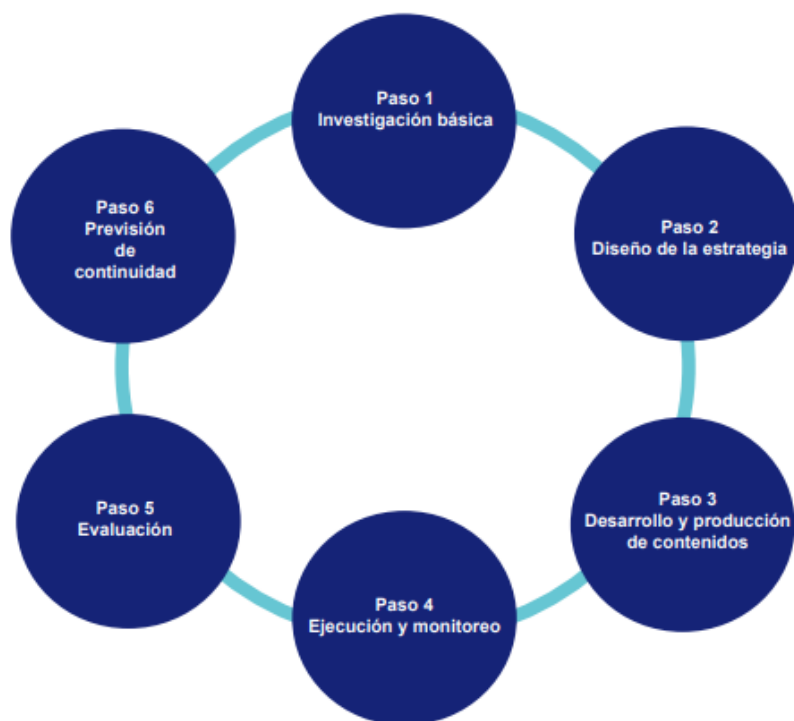 Paso 1
Investigación básica
Paso 2
Diseño de la estrategia
Paso 3
Desarrollo y producción
de contenidos
Paso 4
Ejecución y monitoreo
Paso 5
Evaluación
Paso 6
Previsión
de
continuidad